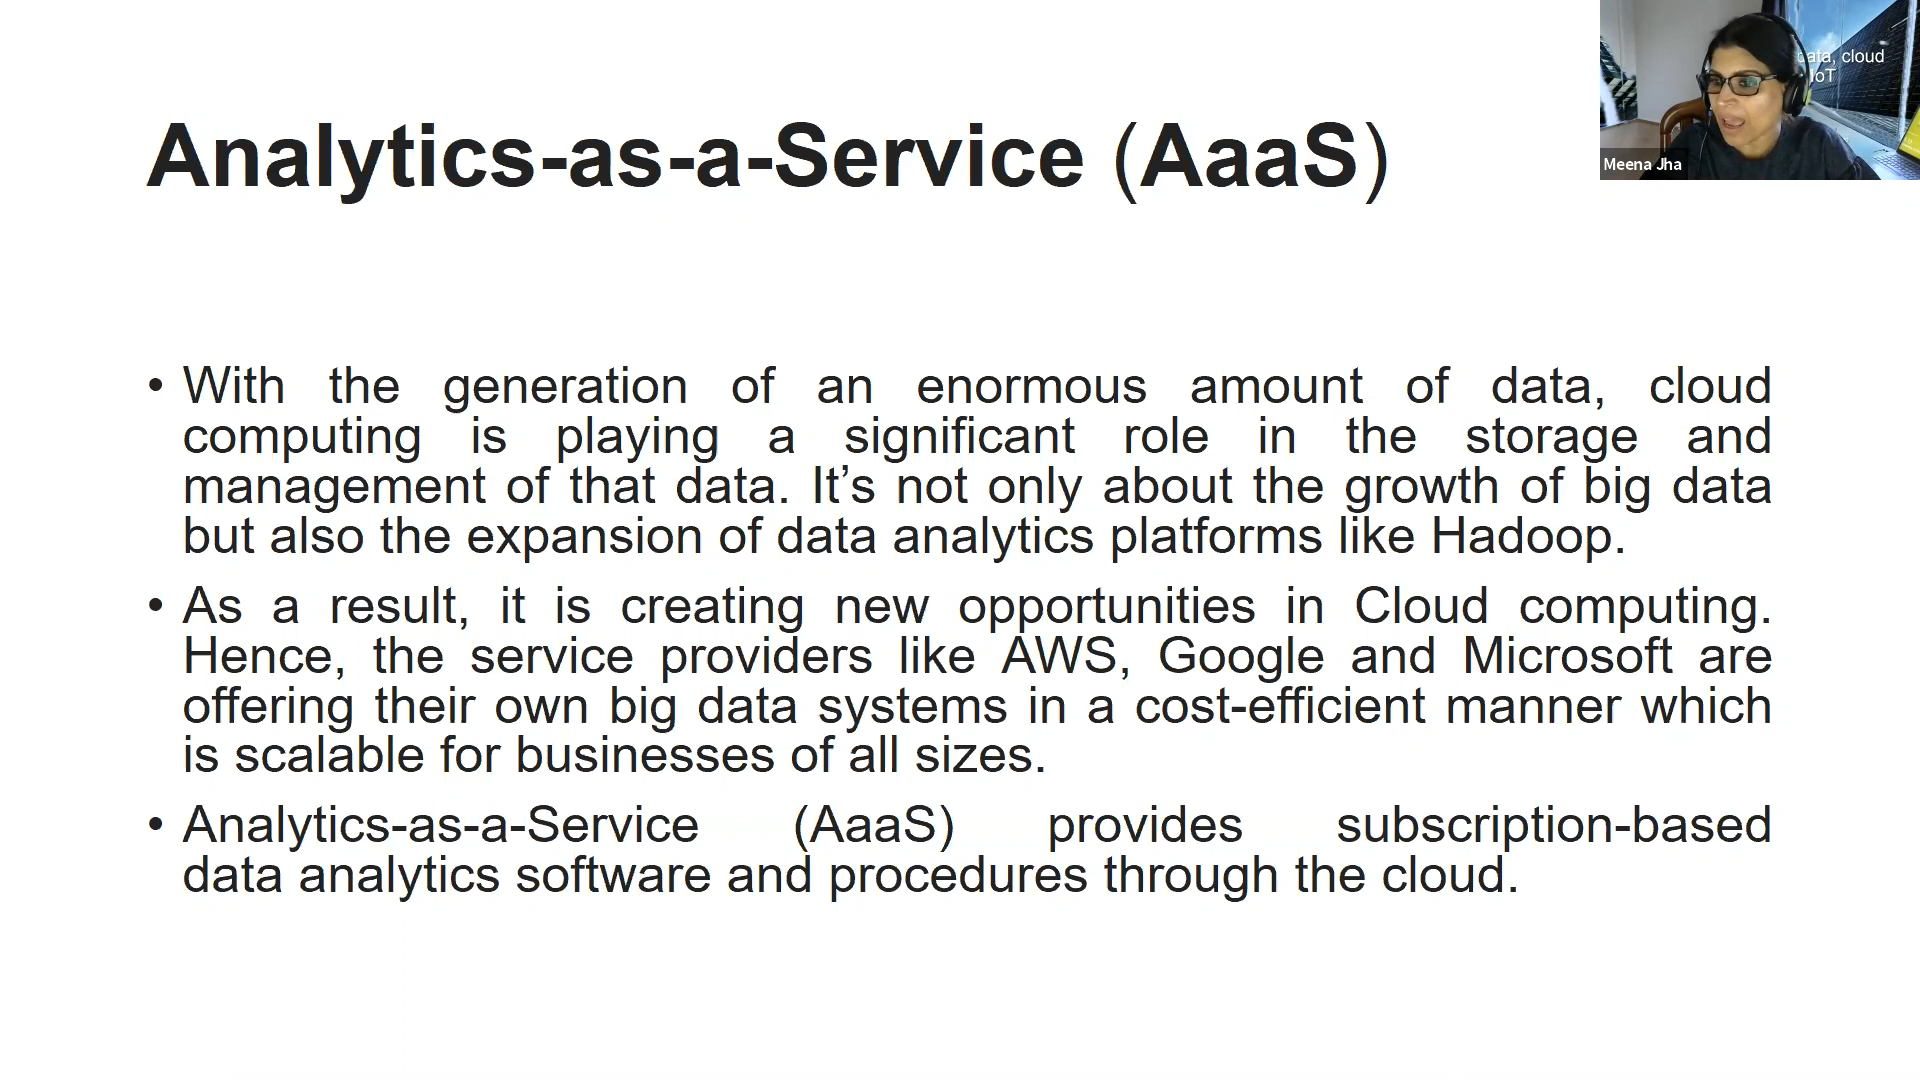 Analytics-as-a-Service (AaaS)
data, cloud
IoT
Meena Jha
• With the generation of an enormous amount of data, cloud
computing is playing a significant role in the storage and
management of that data. It’s not only about the growth of big data
but also the expansion of data analytics platforms like Hadoop.
• As a result, it is creating new opportunities in Cloud computing.
Hence, the service providers like AWS, Google and Microsoft are
offering their own big data systems in a cost-efficient manner which
is scalable for businesses of all sizes.
• Analytics-as-a-Service (AaaS) provides subscription-based
data analytics software and procedures through the cloud.